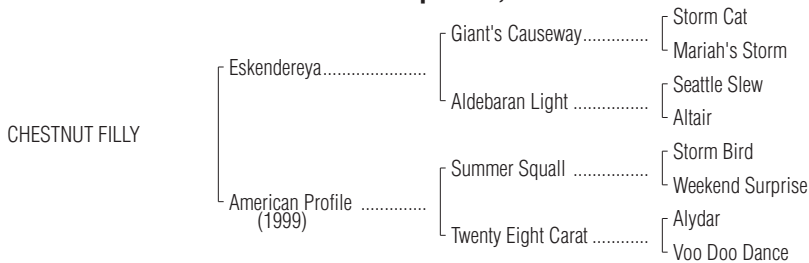 Storm Cat
Giant's Causeway..............
Mariah's Storm
Eskendereya......................
Seattle Slew
Aldebaran Light ................
Altair
CHESTNUT FILLY
Storm Bird
Summer Squall ................
Weekend Surprise
American Profile ..............
(1999)
Alydar
Twenty Eight Carat ............
Voo Doo Dance